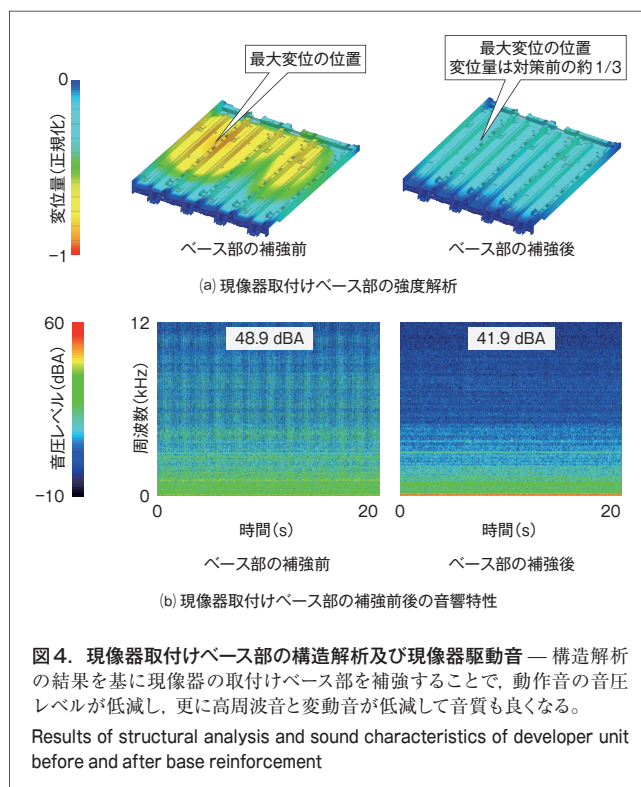 最大変位の位置
最大変位の位置
変位量は対策前の約1/3
0
変位量(正規化)
−1
ベース部の補強前
ベース部の補強後
(a) 現像器取付けベース部の強度解析
60
音圧レベル(dBA)
−10
12
周波数(kHz)
0
48.9 dBA
41.9 dBA
0
20
時間(s)
0
20
時間(s)
ベース部の補強前
ベース部の補強後
(b) 現像器取付けベース部の補強前後の音響特性
図4. 現像器取付けベース部の構造解析及び現像器駆動音 — 構造解析
の結果を基に現像器の取付けベース部を補強することで, 動作音の音圧
レベルが低減し, 更に高周波音と変動音が低減して音質も良くなる。
Results of structural analysis and sound characteristics of developer unit
before and after base reinforcement